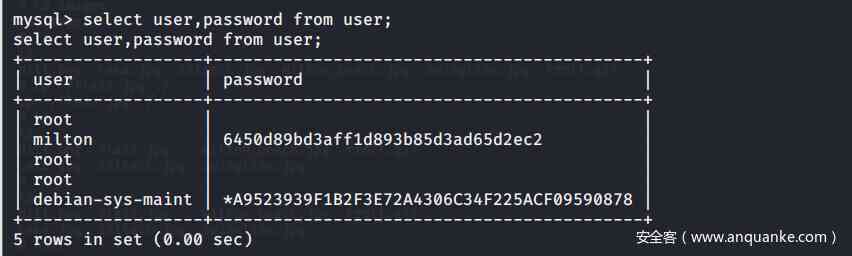 mysql> select user,password from user;
select user,password from user;
| user | password |
| root | |
| milton | 6450d89bd3aff1d893b85d3ad65d2ec2 |
| root | |
| root | |
| debian-sys-maint | *A9523939F1B2F3E72A4306C34F225ACF09590878 |
5 rows in set (0.00 sec)
安全客（www.anquanke.com）